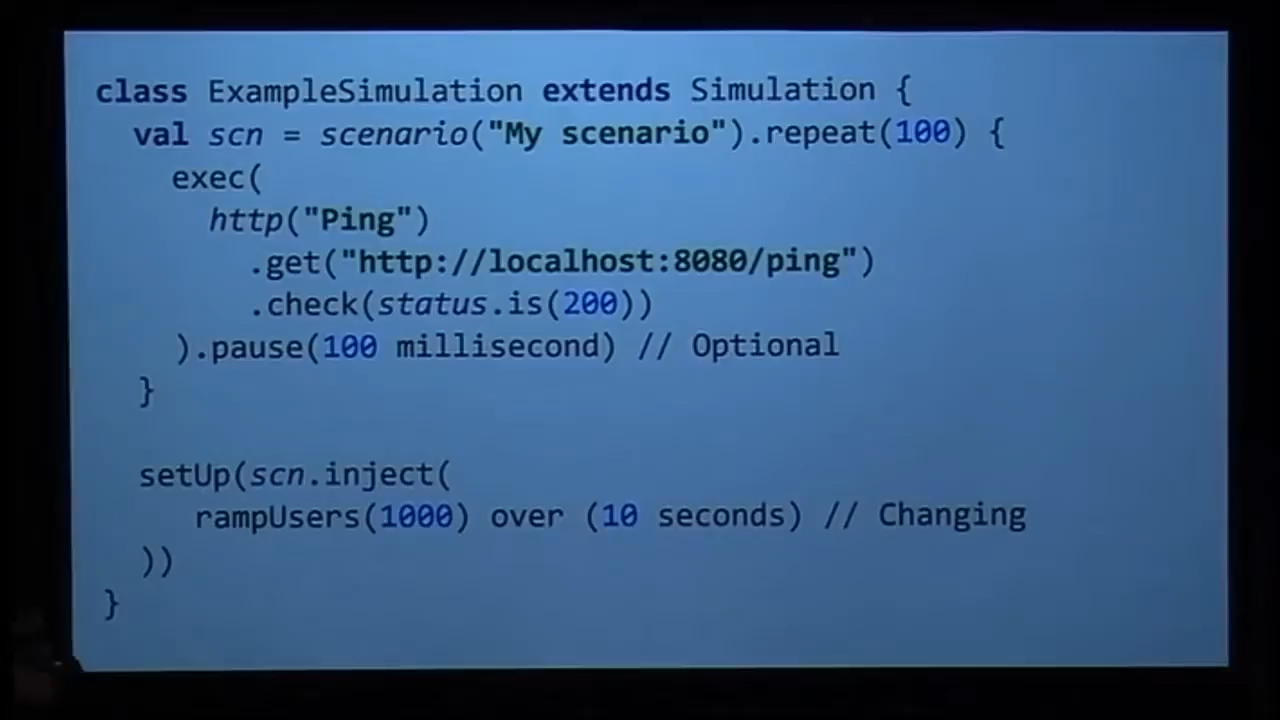 class ExampleSimulation extends Simulation {
val scn = scenario("My scenario").repeat(100) {
exec(
http("Ping")
.get("http://localhost:8080/ping")
.check(status.is(200))
).pause(100 millisecond) // Optional
}
setUp(scn.inject(
rampUsers(1000) over (10 seconds) // Changing
))
}